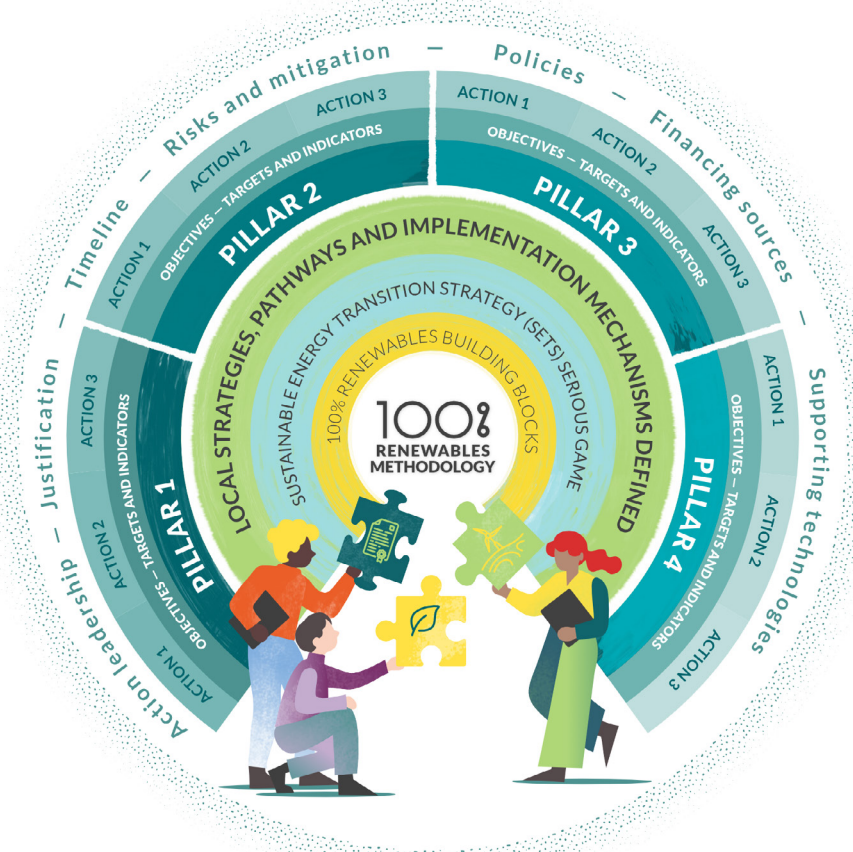 Action leadership — Justification — Timeline — Risks and mitigation — Policies — Financing sources — Supporting technologies
ACTION 1
ACTION 2
ACTION 3
OBJECTIVES — TARGETS AND INDICATORS
PILLAR 1
ACTION 1
ACTION 2
ACTION 3
OBJECTIVES — TARGETS AND INDICATORS
PILLAR 2
ACTION 1
ACTION 2
ACTION 3
OBJECTIVES — TARGETS AND INDICATORS
PILLAR 3
ACTION 1
ACTION 2
ACTION 3
OBJECTIVES — TARGETS AND INDICATORS
PILLAR 4
LOCAL STRATEGIES, PATHWAYS AND IMPLEMENTATION MECHANISMS DEFINED
SUSTAINABLE ENERGY TRANSITION STRATEGY (SETS) SERIOUS GAME
100% RENEWABLES BUILDING BLOCKS
100%
RENEWABLES
METHODOLOGY